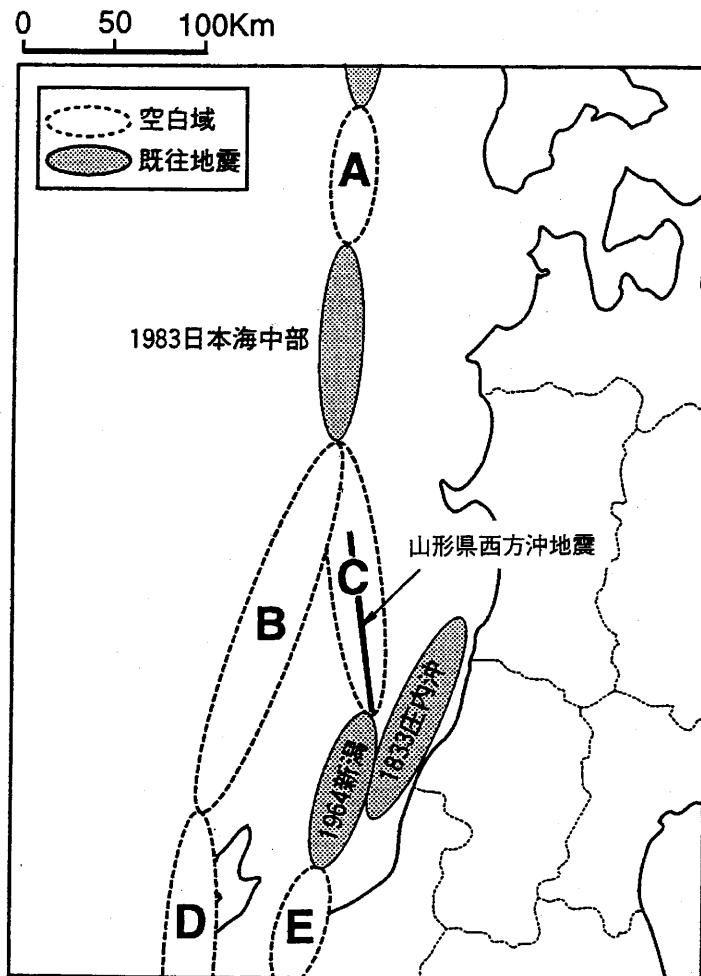 0 50 100Km
空白域
既往地震
A
1983日本海中部
山形県西方沖地震
C
B
1833庄内沖
1964新潟
D
E